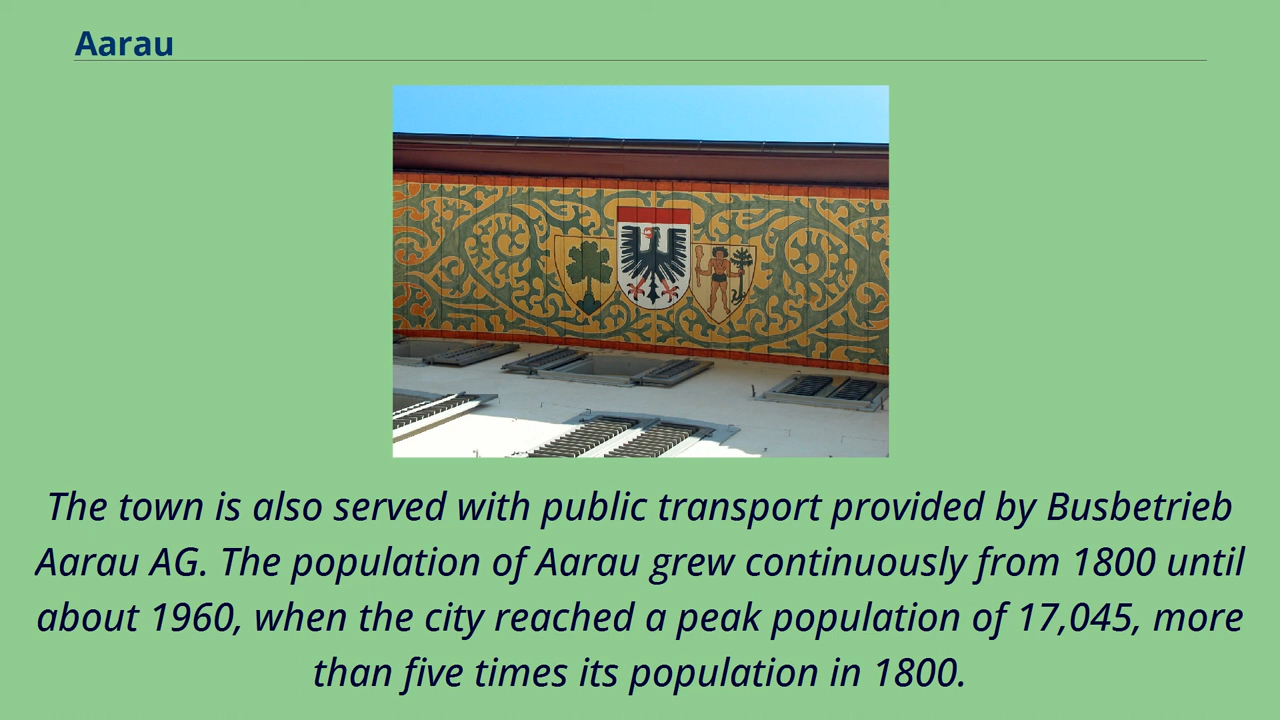 Aarau
The town is also served with public transport provided by Busbetrieb
Aarau AG. The population of Aarau grew continuously from 1800 until
about 1960, when the city reached a peak population of 17,045, more
than five times its population in 1800.